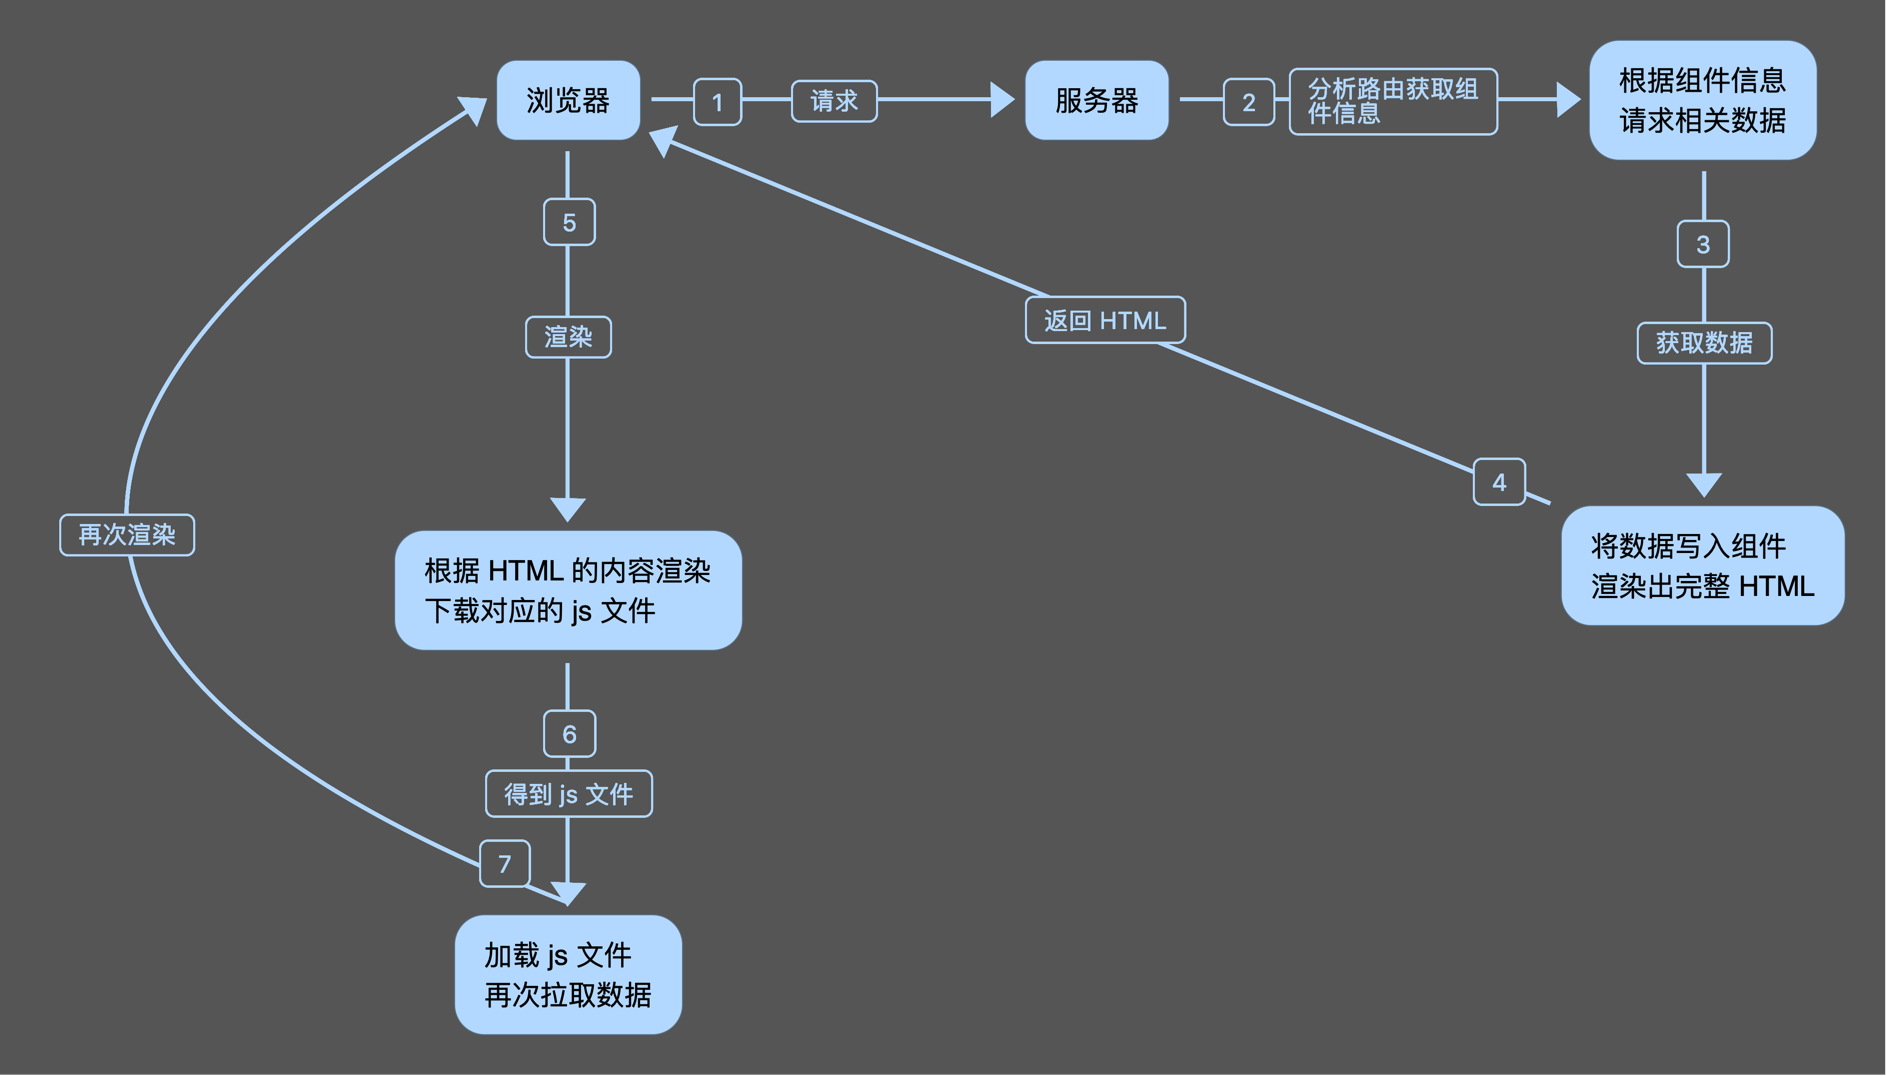 浏览器
1
请求
服务器
2
分析路由获取组
件信息
根据组件信息
请求相关数据
3
获取数据
将数据写入组件
渲染出完整 HTML
4
返回 HTML
5
渲染
根据 HTML 的内容渲染
下载对应的 js 文件
6
得到 js 文件
加载 js 文件
再次拉取数据
7
再次渲染